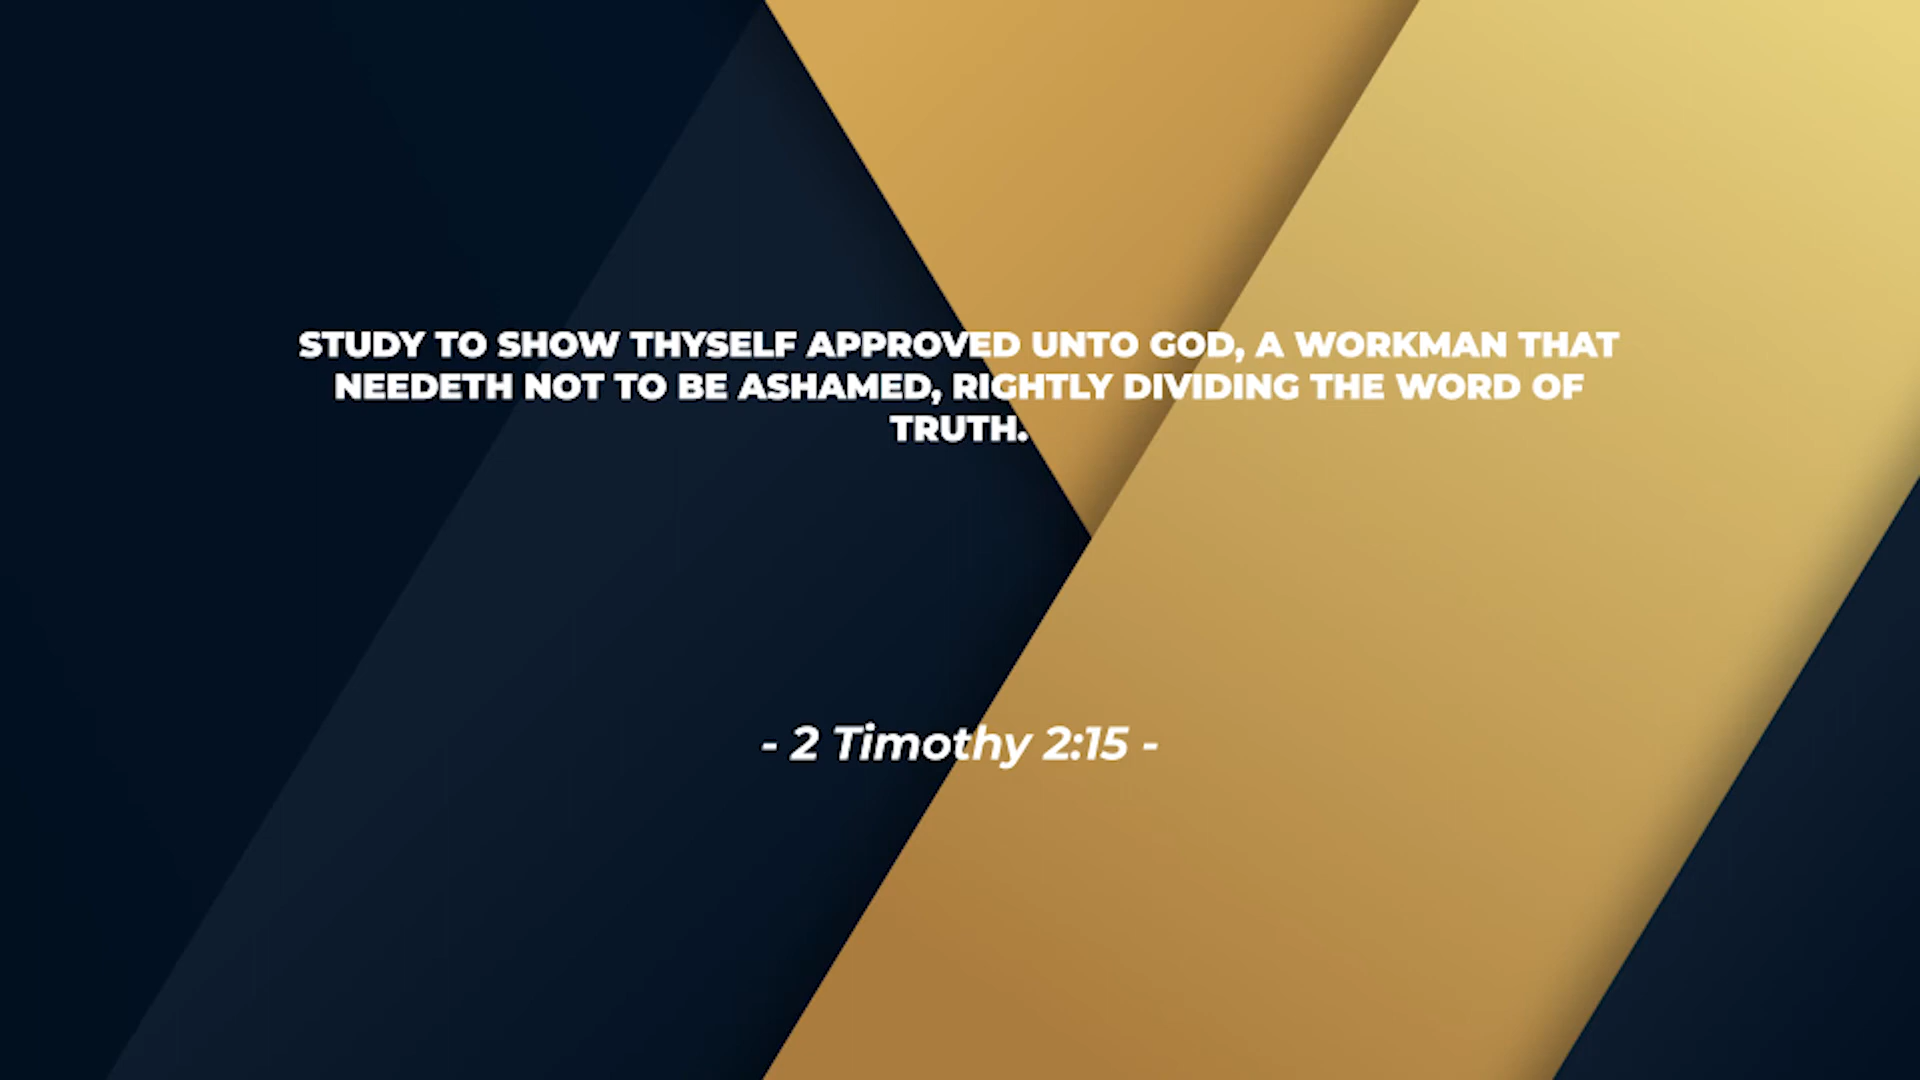 STUDY TO SHOW THYSELF APPROVED UNTO GOD, A WORKMAN THAT
NEEDETH NOT TO BE ASHAMED, RIGHTLY DIVIDING THE WORD OF
TRUTH.
- 2 Timothy 2:15 -